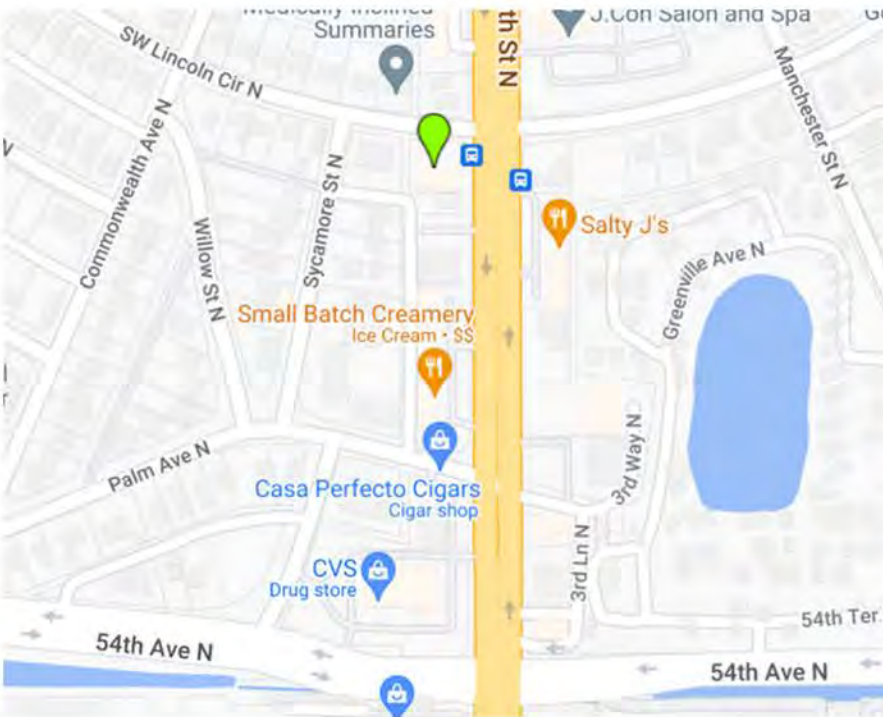 Medically Inclined
Summaries
J.Con Salon and Spa
th St N
SW Lincoln Cir N
Commonwealth Ave N
Manchester St N
Sycamore St N
Willow St N
Salty J's
Greenville Ave N
Small Batch Creamery
Ice Cream • $$
Palm Ave N
3rd Way N
Casa Perfecto Cigars
Cigar shop
CVS
Drug store
3rd Ln N
54th Ter
54th Ave N
54th Ave N